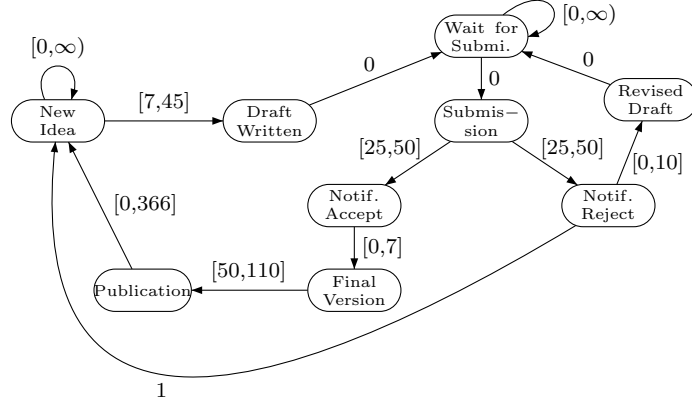 Wait for
Submi.
[0,∞)
[0,∞)
0
0
0
[7,45]
New
Idea
Draft
Written
Submis−
sion
Revised
Draft
[25,50]
[25,50]
[0,10]
Notif.
Accept
Notif.
Reject
[0,366]
[0,7]
[50,110]
Publication
Final
Version
1